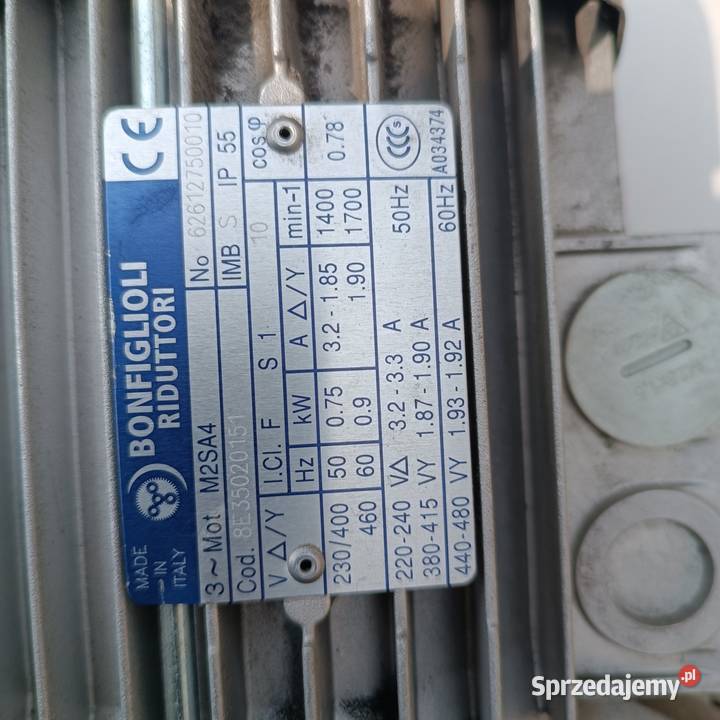 MADE IN ITALY
BONFIGLIOLI
RIDUTTORI
CE
3 ~ Mot M2SA4 No 62612750010
Cod. 8E35020151 IMB S IP 55
V Δ/Y I.Cl. F S 1 10 cos φ
Hz kW A Δ/Y min-1
230/400 50 0.75 3.2 - 1.85 1400 0.78
460 60 0.9 1.90 1700
220-240 VΔ 3.2 - 3.3 A 50Hz
380-415 VY 1.87 - 1.90 A
440-480 VY 1.93 - 1.92 A 60Hz
CCC S
A034374
Sprzedajemy.pl